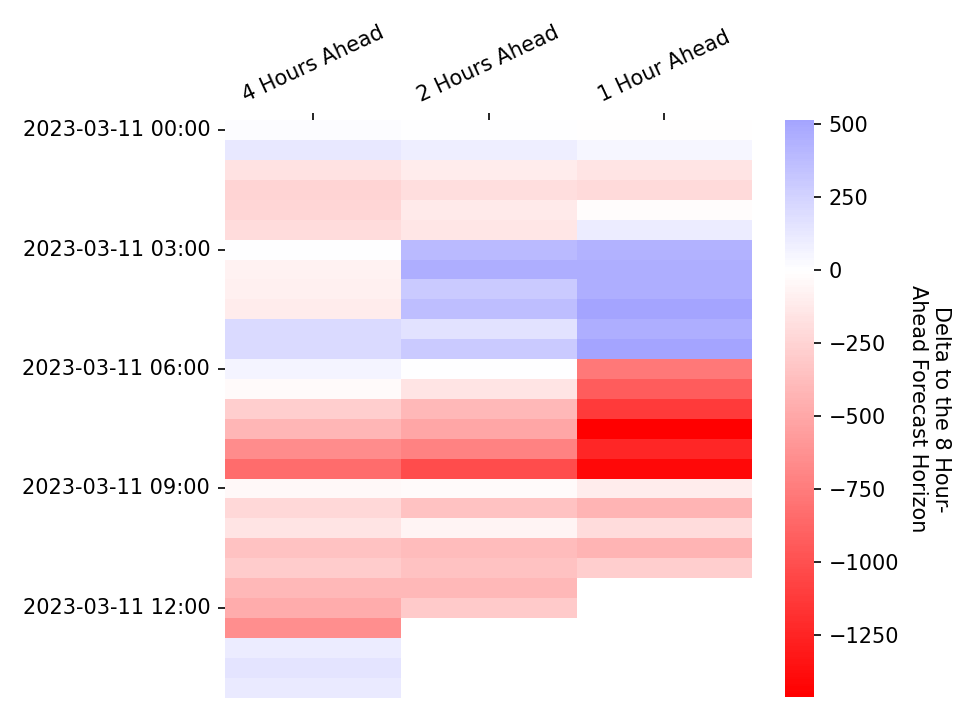 4 Hours Ahead
2 Hours Ahead
1 Hour Ahead
2023-03-11 00:00
2023-03-11 03:00
2023-03-11 06:00
2023-03-11 09:00
2023-03-11 12:00
500
250
0
−250
−500
−750
−1000
−1250
Delta to the 8 Hour-
Ahead Forecast Horizon